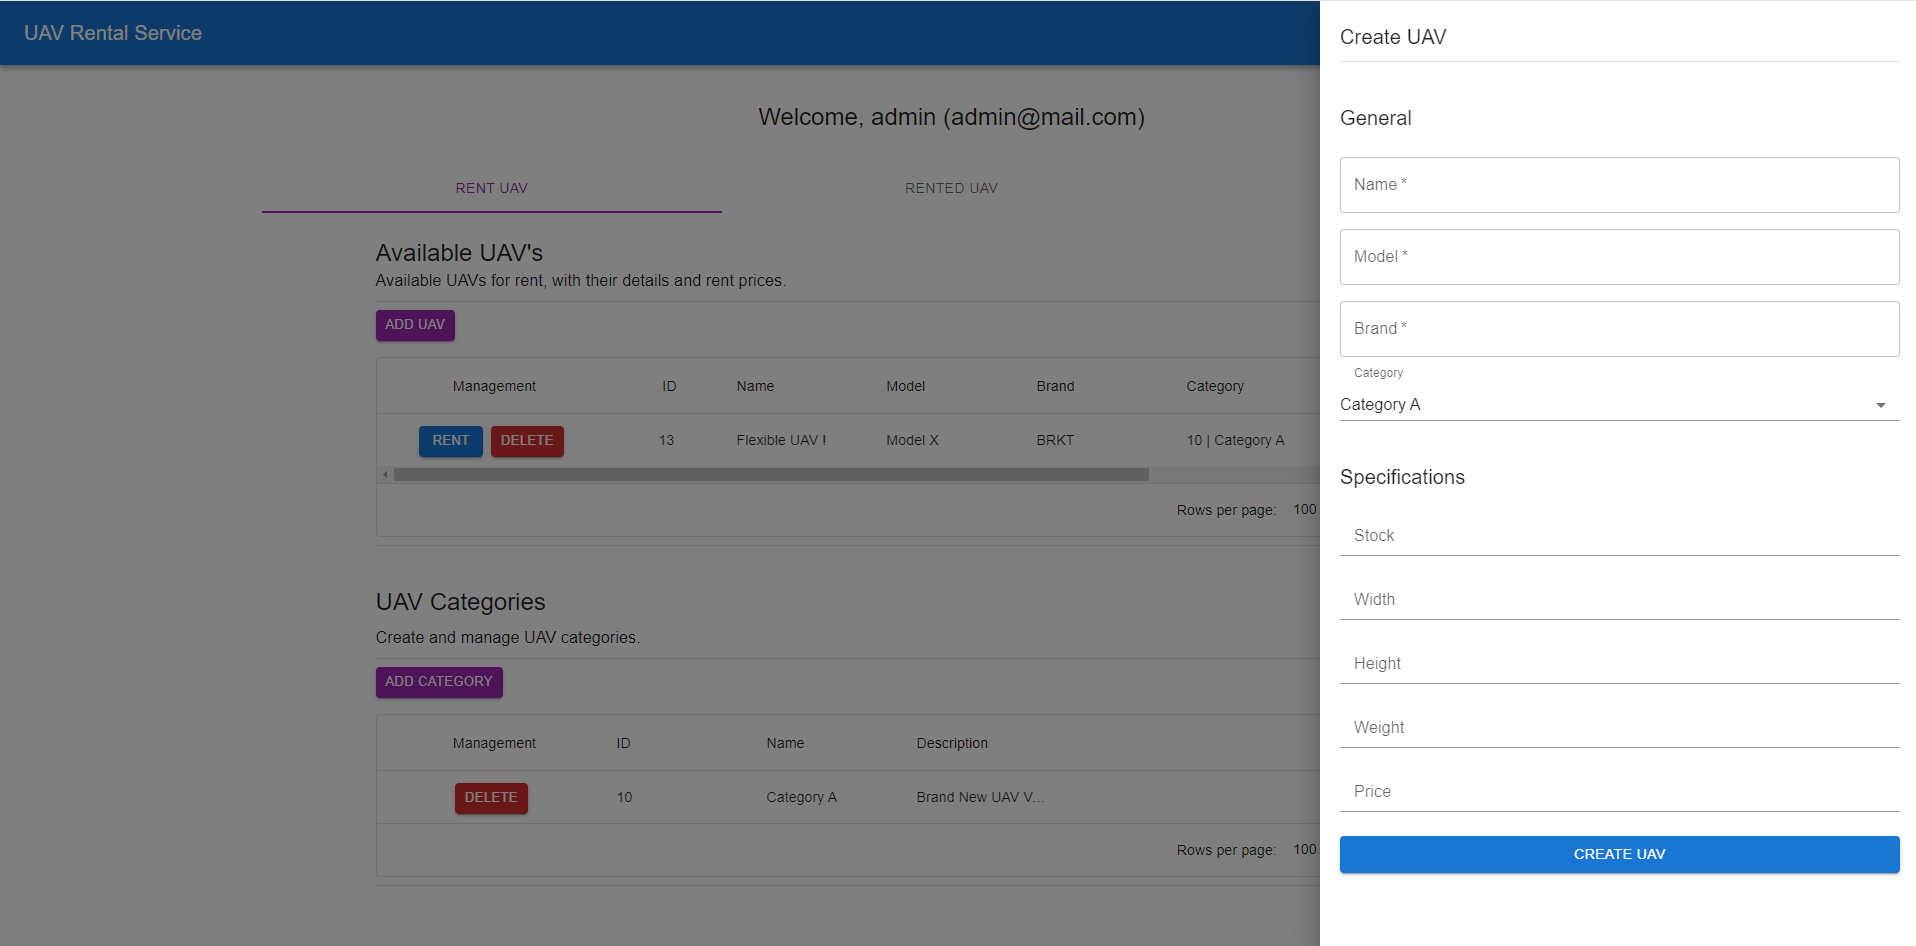 UAV Rental Service
Welcome, admin (admin@mail.com)
RENT UAV
RENTED UAV
Available UAV's
Available UAVs for rent, with their details and rent prices.
ADD UAV
Management ID Name Model Brand Category
RENT DELETE 13 Flexible UAV ! Model X BRKT 10 | Category A
Rows per page: 100
UAV Categories
Create and manage UAV categories.
ADD CATEGORY
Management ID Name Description
DELETE 10 Category A Brand New UAV V...
Rows per page: 100
Create UAV
General
Name *
Model *
Brand *
Category
Category A
Specifications
Stock
Width
Height
Weight
Price
CREATE UAV